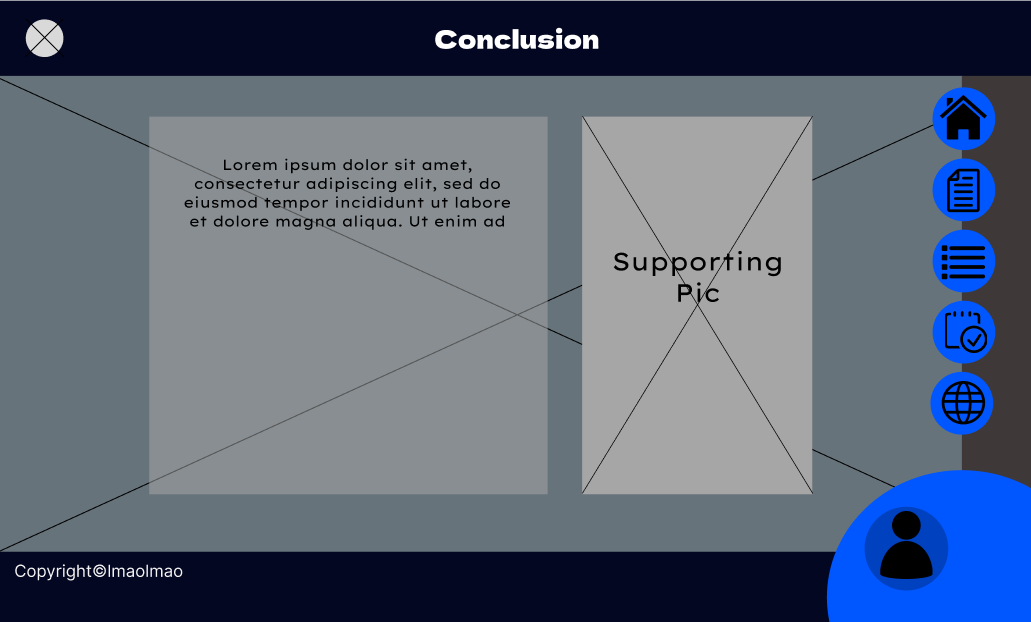 Conclusion
Lorem ipsum dolor sit amet,
consectetur adipiscing elit, sed do
eiusmod tempor incididunt ut labore
et dolore magna aliqua. Ut enim ad
Supporting
Pic
Copyright©lmaolmao